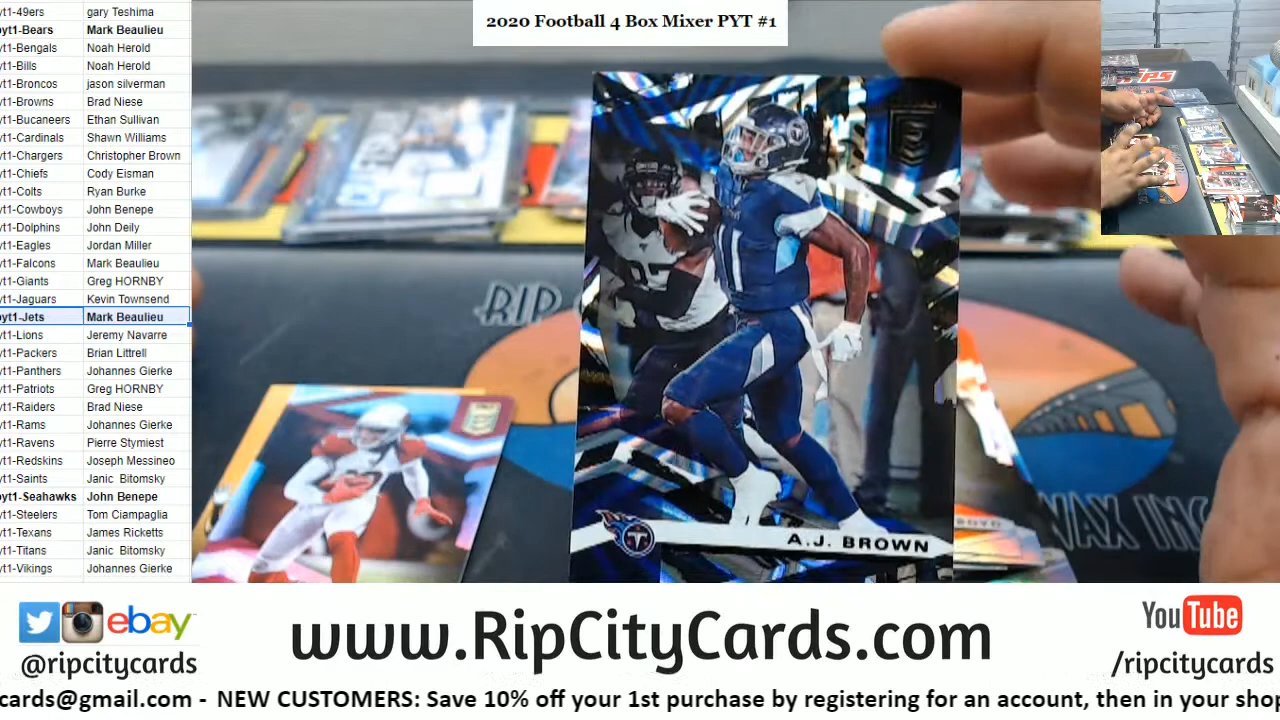 2020 Football 4 Box Mixer PYT #1
yt1-49ers gary Teshima
pyt1-Bears Mark Beaulieu
yt1-Bengals Noah Herold
yt1-Bills Noah Herold
yt1-Broncos jason silverman
yt1-Browns Brad Niese
yt1-Bucaneers Ethan Sullivan
yt1-Cardinals Shawn Williams
yt1-Chargers Christopher Brown
yt1-Chiefs Cody Eisman
yt1-Colts Ryan Burke
yt1-Cowboys John Benepe
yt1-Dolphins John Deily
yt1-Eagles Jordan Miller
yt1-Falcons Mark Beaulieu
yt1-Giants Greg HORNBY
yt1-Jaguars Kevin Townsend
pyt1-Jets Mark Beaulieu
yt1-Lions Jeremy Navarre
yt1-Packers Brian Littrell
yt1-Panthers Johannes Gierke
yt1-Patriots Greg HORNBY
yt1-Raiders Brad Niese
yt1-Rams Johannes Gierke
yt1-Ravens Pierre Stymiest
yt1-Redskins Joseph Messineo
yt1-Saints Janic Bitomsky
pyt1-Seahawks John Benepe
yt1-Steelers Tom Ciampaglia
yt1-Texans James Ricketts
yt1-Titans Janic Bitomsky
yt1-Vikings Johannes Gierke
11
A.J. BROWN
RIP
WAX INC
ebay
@ripcitycards
www.RipCityCards.com
YouTube
/ripcitycards
cards@gmail.com - NEW CUSTOMERS: Save 10% off your 1st purchase by registering for an account, then in your shop